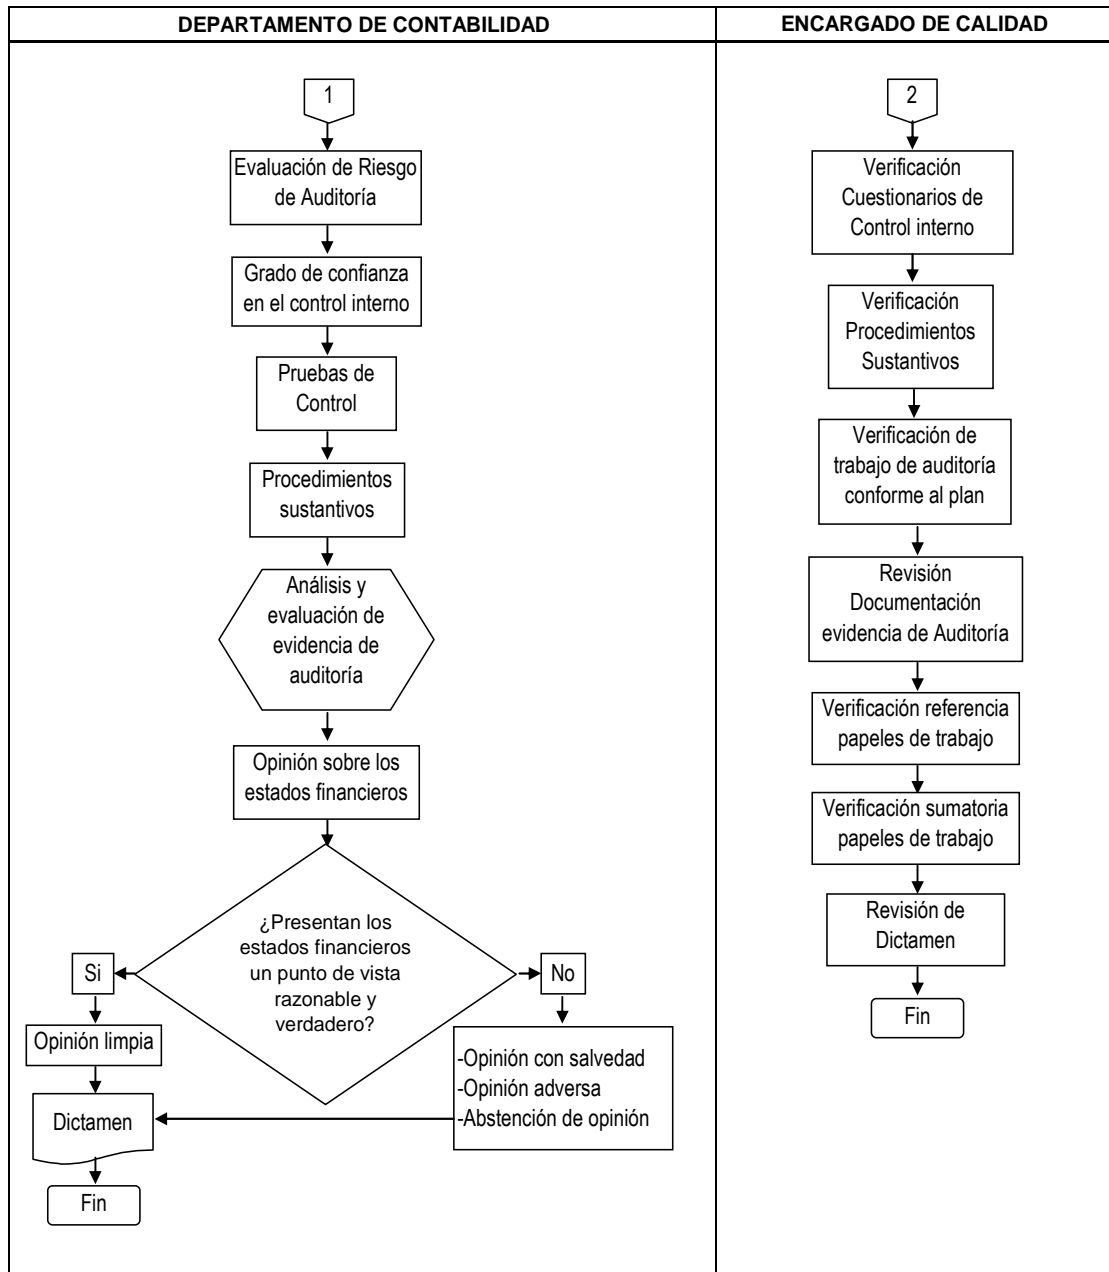 DEPARTAMENTO DE CONTABILIDAD
1
Evaluación de Riesgo
de Auditoría
Grado de confianza
en el control interno
Pruebas de
Control
Procedimientos
sustantivos
Análisis y
evaluación de
evidencia de
auditoría
Opinión sobre los
estados financieros
¿Presentan los
estados financieros
un punto de vista
razonable y
verdadero?
Si
No
Opinión limpia
-Opinión con salvedad
-Opinión adversa
-Abstención de opinión
Dictamen
Fin
ENCARGADO DE CALIDAD
2
Verificación
Cuestionarios de
Control interno
Verificación
Procedimientos
Sustantivos
Verificación de
trabajo de auditoría
conforme al plan
Revisión
Documentación
evidencia de Auditoría
Verificación referencia
papeles de trabajo
Verificación sumatoria
papeles de trabajo
Revisión de
Dictamen
Fin